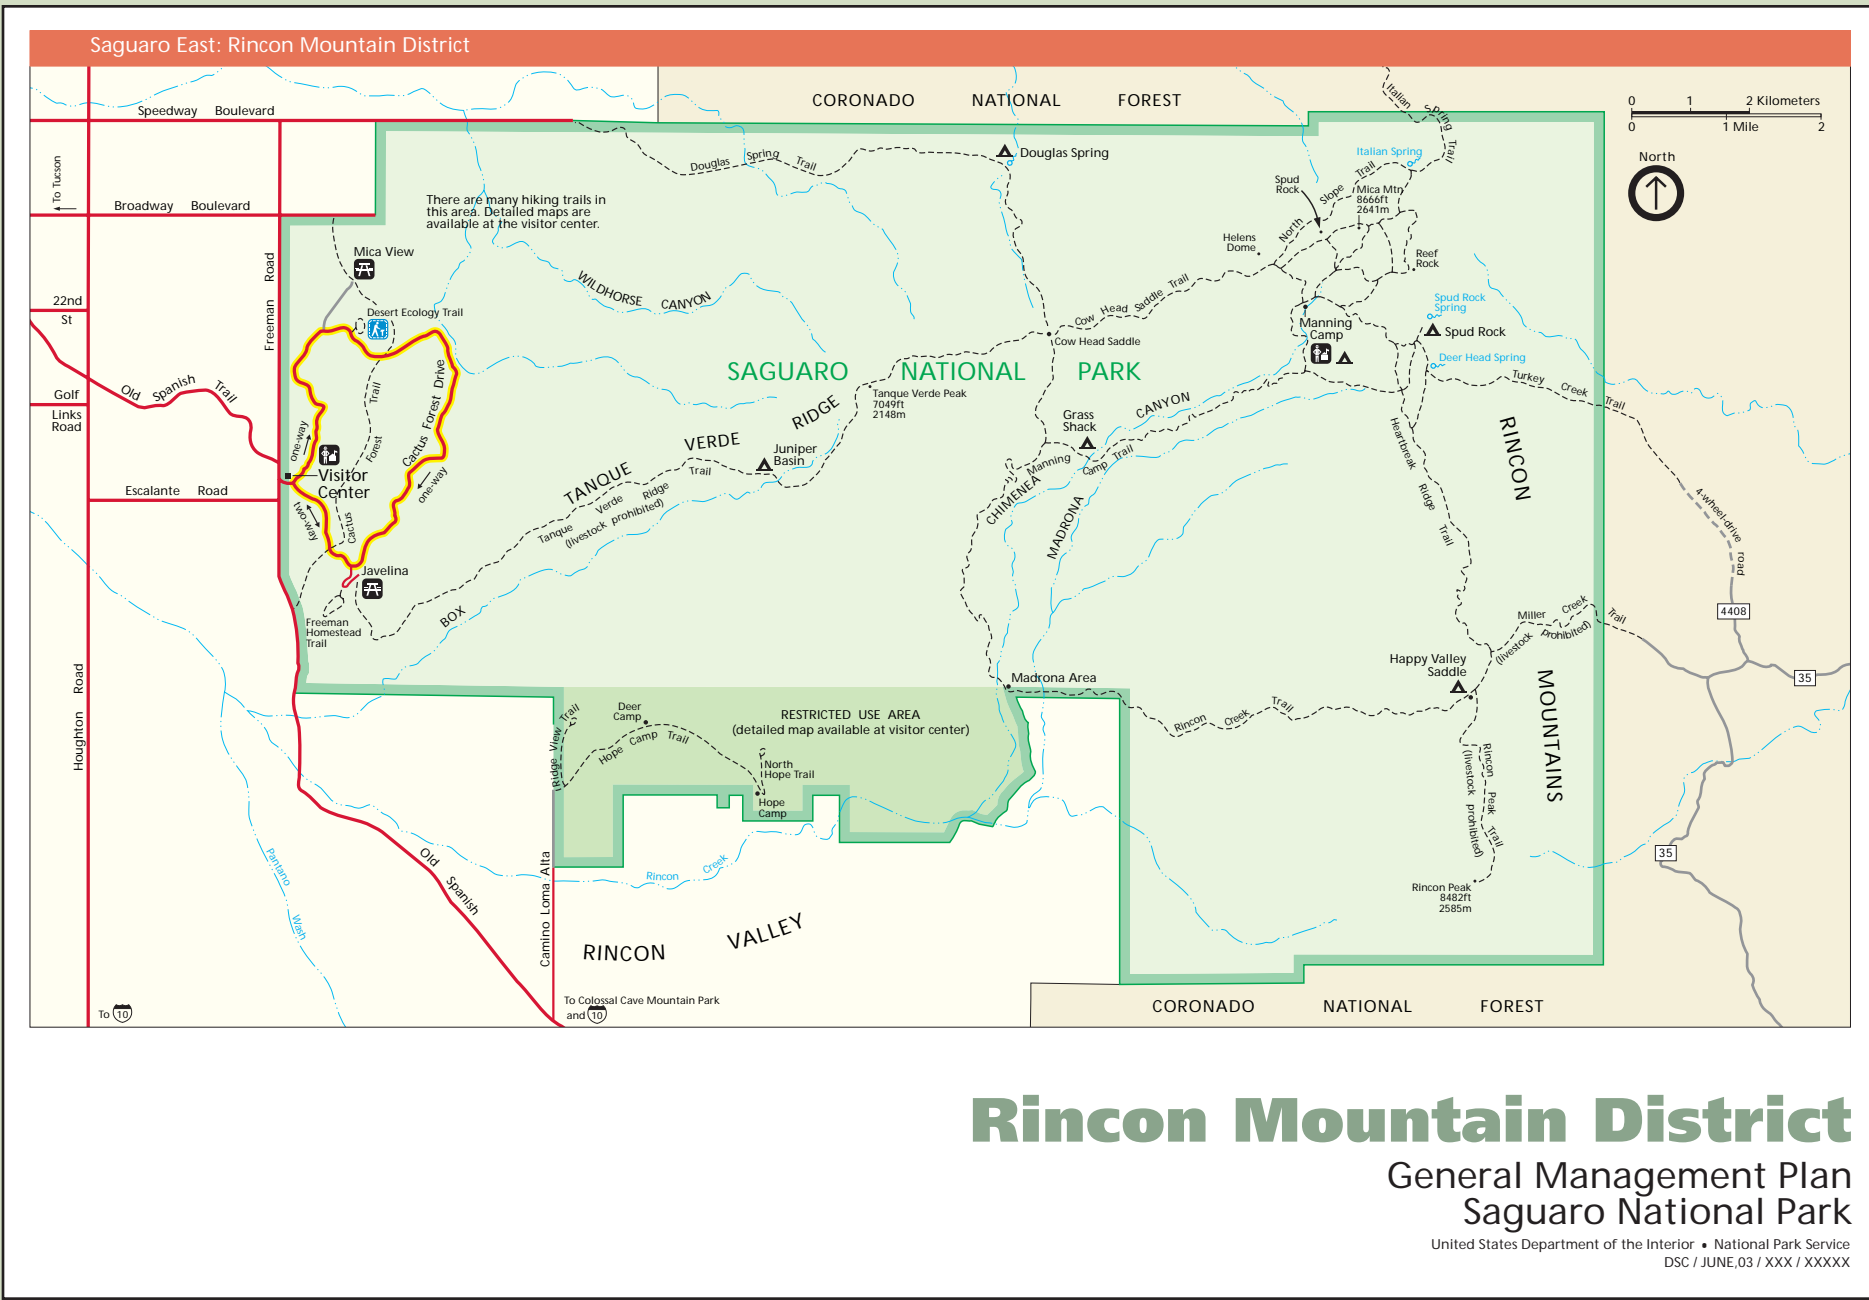 Saguaro East: Rincon Mountain District
Speedway Boulevard
CORONADO NATIONAL FOREST
0 1 2 Kilometers
0 1 Mile 2
North
To Tucson
Broadway Boulevard
Douglas Spring Trail
Douglas Spring
Italian Spring Trail
Italian Spring
Spud
Rock
North Slope Trail
Mica Mtn
8666ft
2641m
There are many hiking trails in
this area. Detailed maps are
available at the visitor center.
Helens
Dome
Reef
Rock
Mica View
Freeman Road
WILDHORSE CANYON
22nd
St
Desert Ecology Trail
Cow Head Saddle Trail
Cow Head Saddle
Manning
Camp
Spud Rock
Spring
Spud Rock
Deer Head Spring
Turkey Creek Trail
SAGUARO NATIONAL PARK
Old Spanish Trail
Golf
Links
Road
Cactus Forest Drive
Cactus Forest Trail
one-way
one-way
two-way
Visitor
Center
Escalante Road
Tanque Verde Peak
7049ft
2148m
TANQUE VERDE RIDGE
Juniper
Basin
Tanque Verde Ridge Trail
(livestock prohibited)
Grass
Shack
Manning Camp Trail
CHIMENEA
MADRONA CANYON
Heartbreak Ridge Trail
RINCON MOUNTAINS
4-wheel-drive road
4408
35
35
Javelina
Freeman
Homestead
Trail
BOX
Miller Creek Trail
(livestock prohibited)
Happy Valley
Saddle
Madrona Area
Rincon Creek Trail
Houghton Road
RESTRICTED USE AREA
(detailed map available at visitor center)
Ridge View Trail
Deer
Camp
Hope Camp Trail
North
Hope Trail
Hope
Camp
Rincon Peak Trail
(livestock prohibited)
Rincon Peak
8482ft
2585m
Pantano Wash
Old Spanish
Camino Loma Alta
Rincon Creek
RINCON VALLEY
To 10
To Colossal Cave Mountain Park
and 10
CORONADO NATIONAL FOREST
Rincon Mountain District
General Management Plan
Saguaro National Park
United States Department of the Interior • National Park Service
DSC / JUNE,03 / XXX / XXXXX